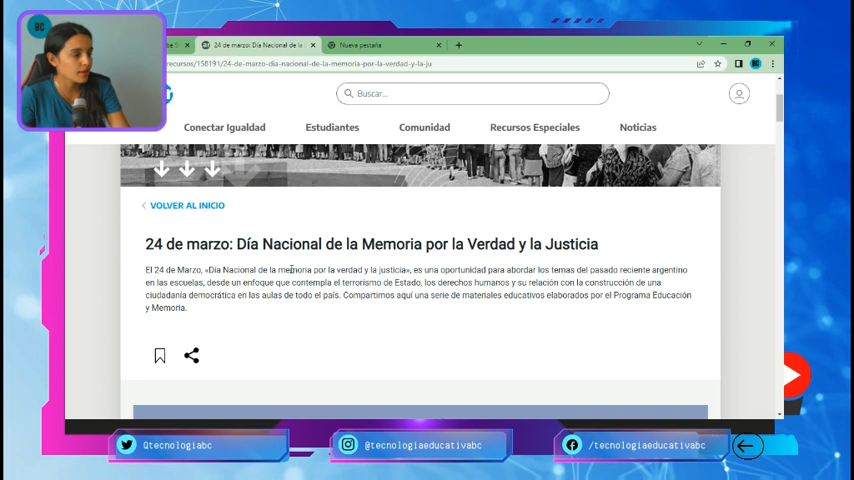 24 de marzo: Día Nacional de la
Nueva pestaña
recursos/158191/24-de-marzo-dia-nacional-de-la-memoria-por-la-verdad-y-la-ju
Buscar...
Conectar Igualdad
Estudiantes
Comunidad
Recursos Especiales
Noticias
VOLVER AL INICIO
24 de marzo: Día Nacional de la Memoria por la Verdad y la Justicia
El 24 de Marzo, «Día Nacional de la memoria por la verdad y la justicia», es una oportunidad para abordar los temas del pasado reciente argentino
en las escuelas, desde un enfoque que contempla el terrorismo de Estado, los derechos humanos y su relación con la construcción de una
ciudadanía democrática en las aulas de todo el país. Compartimos aquí una serie de materiales educativos elaborados por el Programa Educación
y Memoria.
Qtecnologiabc
@tecnologiaeducativabc
/tecnologiaeducativabc